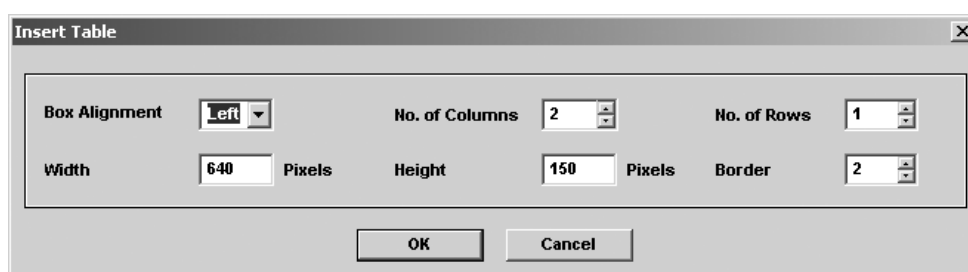 Insert Table
Box Alignment Left No. of Columns 2 No. of Rows 1
Width 640 Pixels Height 150 Pixels Border 2
OK Cancel